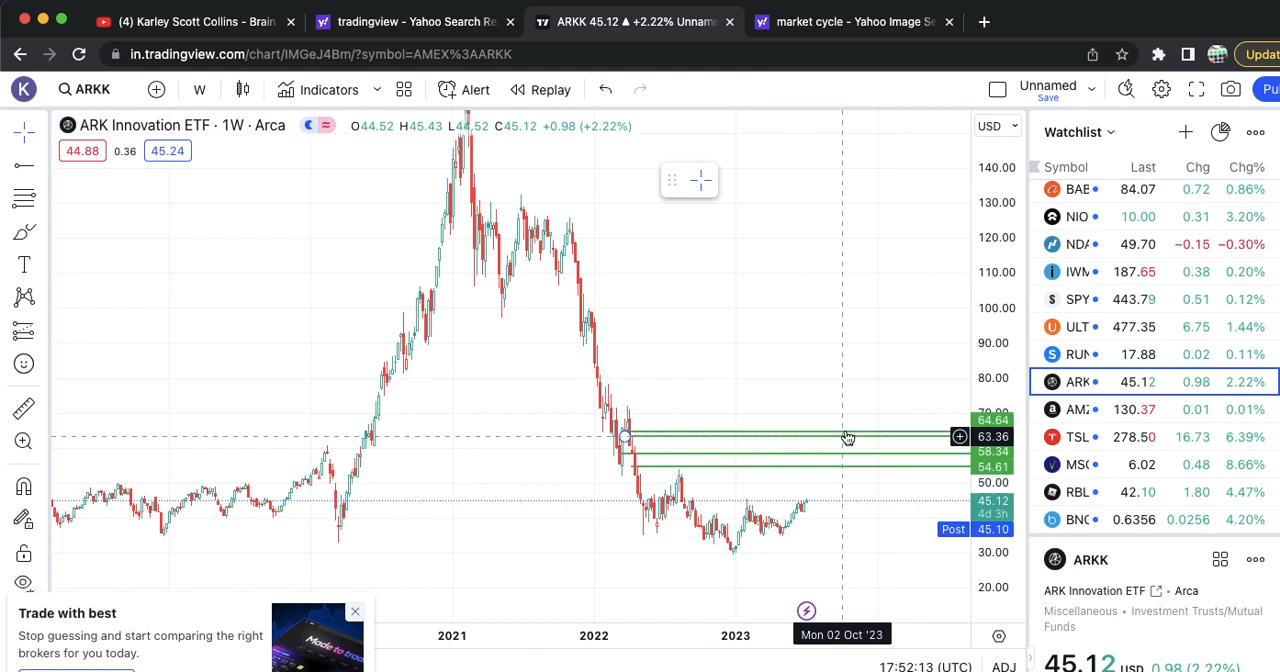 (4) Karley Scott Collins - Brain
tradingview - Yahoo Search Re
ARKK 45.12 ▲ +2.22% Unname
market cycle - Yahoo Image Se
in.tradingview.com/chart/IMGeJ4Bm/?symbol=AMEX%3AARKK
Updat
K
ARKK
W
Indicators
Alert
Replay
Unnamed
Save
Pu
ARK Innovation ETF · 1W · Arca
O44.52 H45.43 L44.52 C45.12 +0.98 (+2.22%)
44.88 0.36 45.24
USD
140.00
130.00
120.00
110.00
100.00
90.00
80.00
70.00
64.64
63.36
58.34
54.61
50.00
45.12
4d 3h
Post 45.10
30.00
20.00
2021 2022 2023
Mon 02 Oct '23
17:52:13 (UTC) ADJ
Trade with best
Stop guessing and start comparing the right
brokers for you today.
Watchlist
Symbol Last Chg Chg%
BAB 84.07 0.72 0.86%
NIO 10.00 0.31 3.20%
NDA 49.70 −0.15 −0.30%
IWM 187.65 0.38 0.20%
SPY 443.79 0.51 0.12%
ULT 477.35 6.75 1.44%
RUN 17.88 0.02 0.11%
ARK 45.12 0.98 2.22%
AMZ 130.37 0.01 0.01%
TSL 278.50 16.73 6.39%
MSC 6.02 0.48 8.66%
RBL 42.10 1.80 4.47%
BNC 0.6356 0.0256 4.20%
ARKK
ARK Innovation ETF Arca
Miscellaneous • Investment Trusts/Mutual
Funds
45.12 USD 0.98 (2.22%)